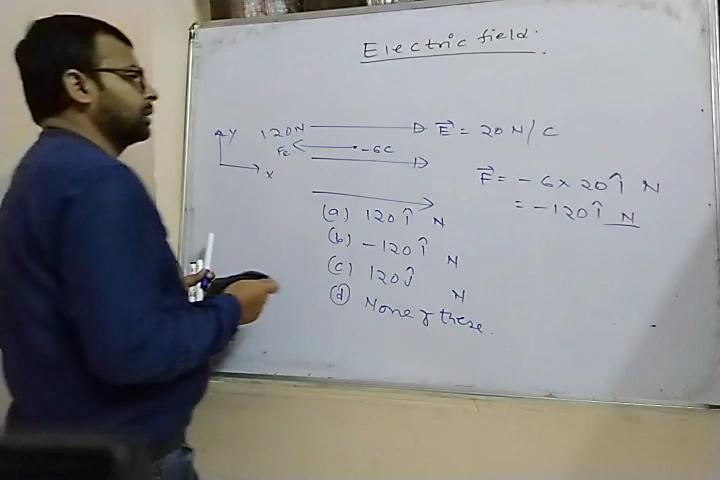 Electric field.
Y
X
120N
Fe
-6C
E⃗ = 20 N/C
F⃗ = -6 × 20 î N
= -120 î N
(a) 120 î N
(b) -120 î N
(c) 120 ĵ N
(d) None of these.